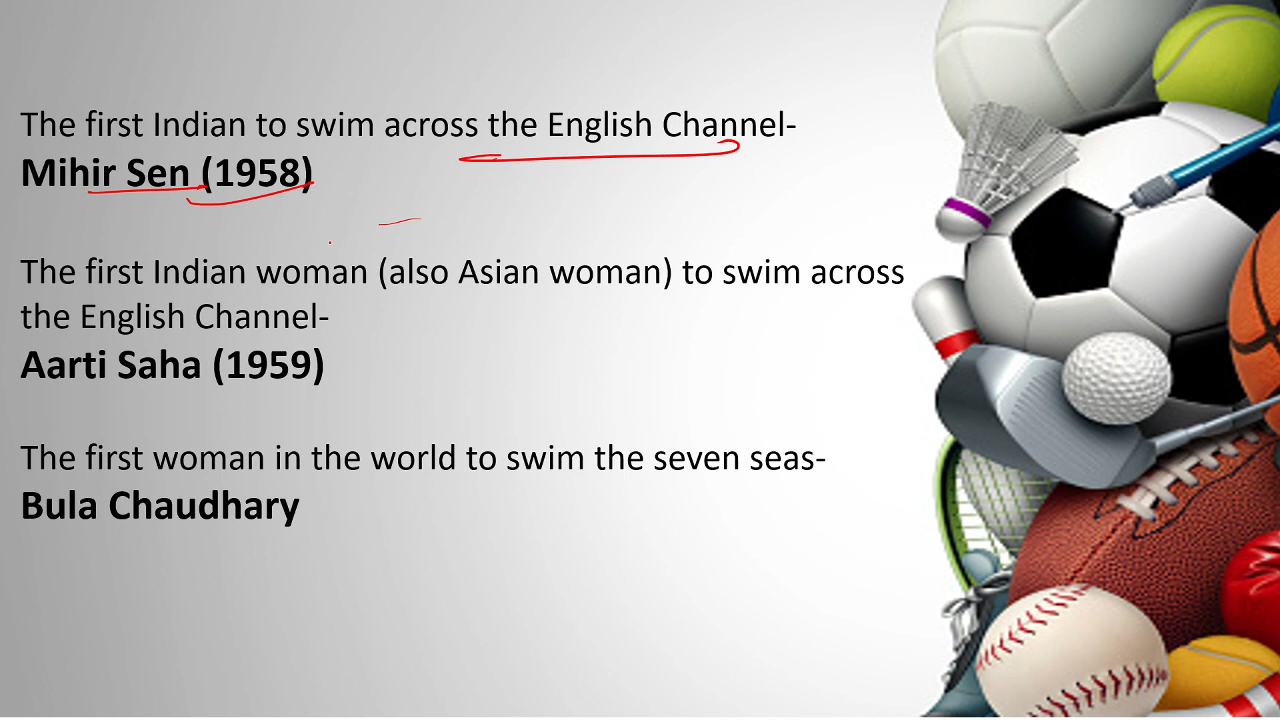 The first Indian to swim across the English Channel-
Mihir Sen (1958)
The first Indian woman (also Asian woman) to swim across
the English Channel-
Aarti Saha (1959)
The first woman in the world to swim the seven seas-
Bula Chaudhary